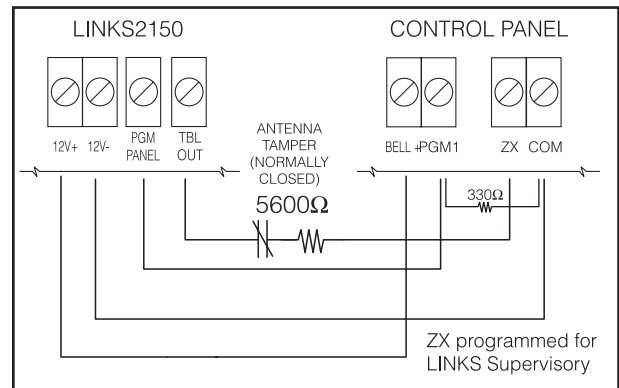 LINKS2150
CONTROL PANEL
12V+ 12V- PGM PANEL TBL OUT
ANTENNA
TAMPER
(NORMALLY
CLOSED)
5600Ω
BELL +PGM1 ZX COM
330Ω
ZX programmed for
LINKS Supervisory